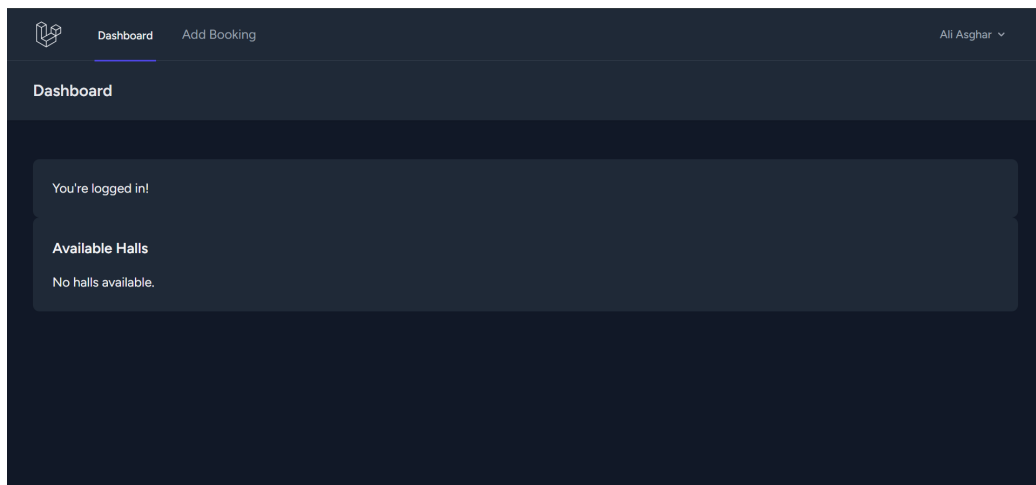 Dashboard Add Booking Ali Asghar
Dashboard
You're logged in!
Available Halls
No halls available.